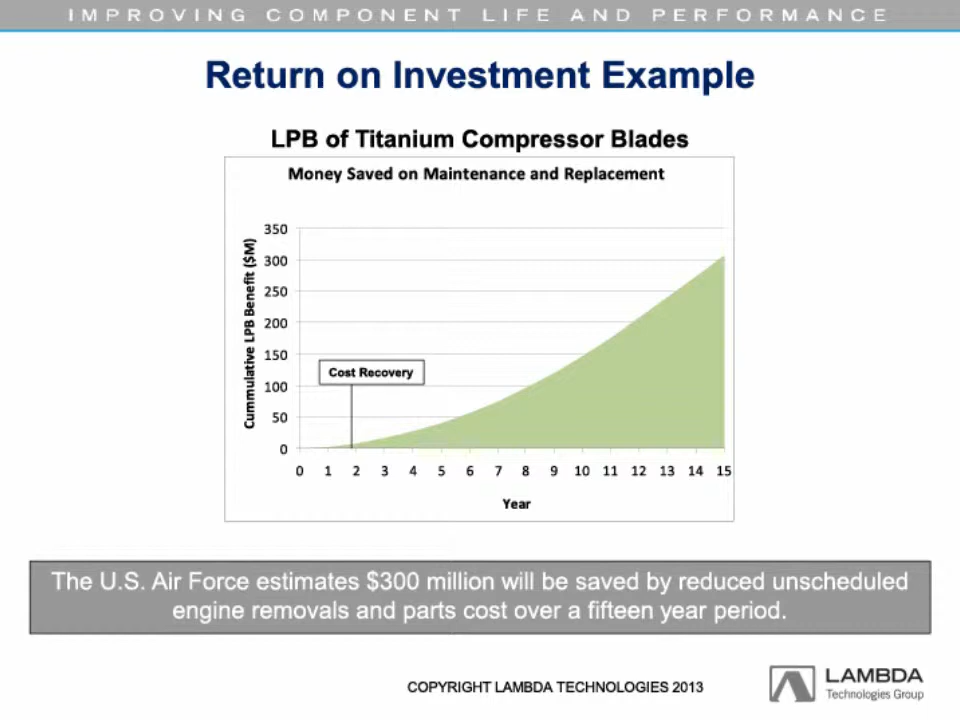 IMPROVING COMPONENT LIFE AND PERFORMANCE
Return on Investment Example
LPB of Titanium Compressor Blades
Money Saved on Maintenance and Replacement
Cummulative LPB Benefit ($M)
350
300
250
200
150
100
50
0
Cost Recovery
0 1 2 3 4 5 6 7 8 9 10 11 12 13 14 15
Year
The U.S. Air Force estimates $300 million will be saved by reduced unscheduled
engine removals and parts cost over a fifteen year period.
COPYRIGHT LAMBDA TECHNOLOGIES 2013
LAMBDA
Technologies Group